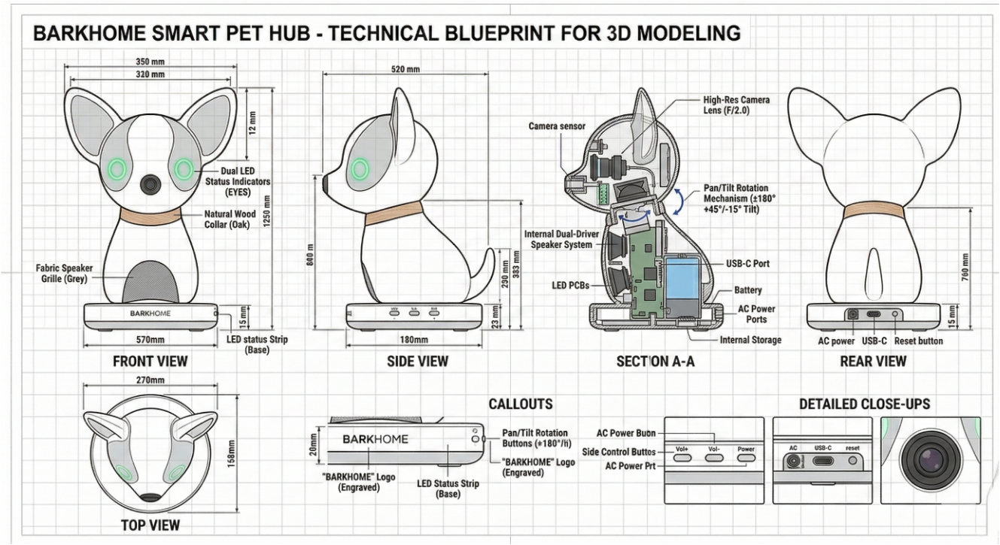 BARKHOME SMART PET HUB - TECHNICAL BLUEPRINT FOR 3D MODELING
350 mm
320 mm
12 mm
1250 mm
Dual LED
Status Indicators
(EYES)
Natural Wood
Collar (Oak)
Fabric Speaker
Grille (Grey)
BARKHOME
15 mm
570mm
LED status Strip
(Base)
FRONT VIEW
520 mm
840 m
290 mm
333 mm
23 mm
180mm
SIDE VIEW
Camera sensor
High-Res Camera
Lens (F/2.0)
Pan/Tilt Rotation
Mechanism (±180°
+45°/-15° Tilt)
Internal Dual-Driver
Speaker System
USB-C Port
LED PCBs
Battery
AC Power
Ports
Internal Storage
SECTION A-A
760 mm
15 mm
AC power
USB-C
Reset button
REAR VIEW
270mm
158mm
TOP VIEW
CALLOUTS
20mm
BARKHOME
Pan/Tilt Rotation
Buttons (±180°/h)
"BARKHOME" Logo
(Engraved)
"BARKHOME" Logo
(Engraved)
LED Status Strip
(Base)
DETAILED CLOSE-UPS
AC Power Buon
Side Control Buttos
AC Power Prt
Vol+
Vol-
Power
AC
USB-C
reset